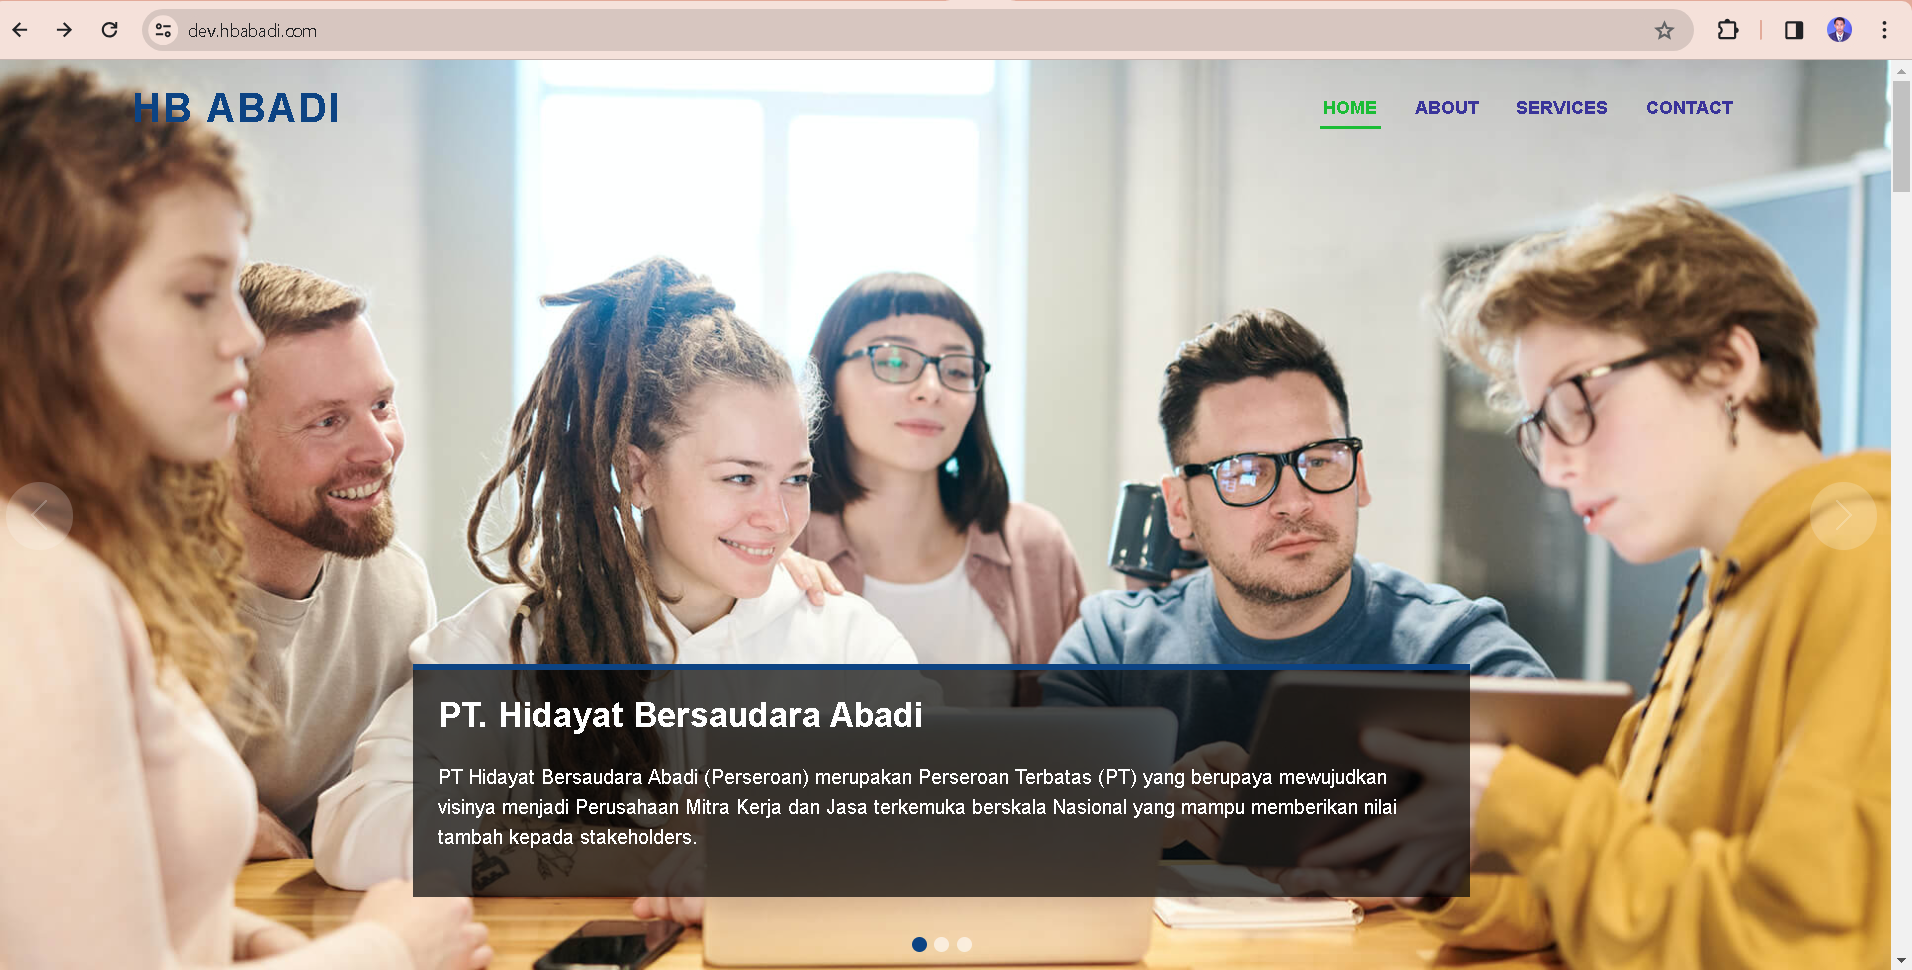 dev.hbabadi.com
HB ABADI
HOME ABOUT SERVICES CONTACT
PT. Hidayat Bersaudara Abadi
PT Hidayat Bersaudara Abadi (Perseroan) merupakan Perseroan Terbatas (PT) yang berupaya mewujudkan
visinya menjadi Perusahaan Mitra Kerja dan Jasa terkemuka berskala Nasional yang mampu memberikan nilai
tambah kepada stakeholders.